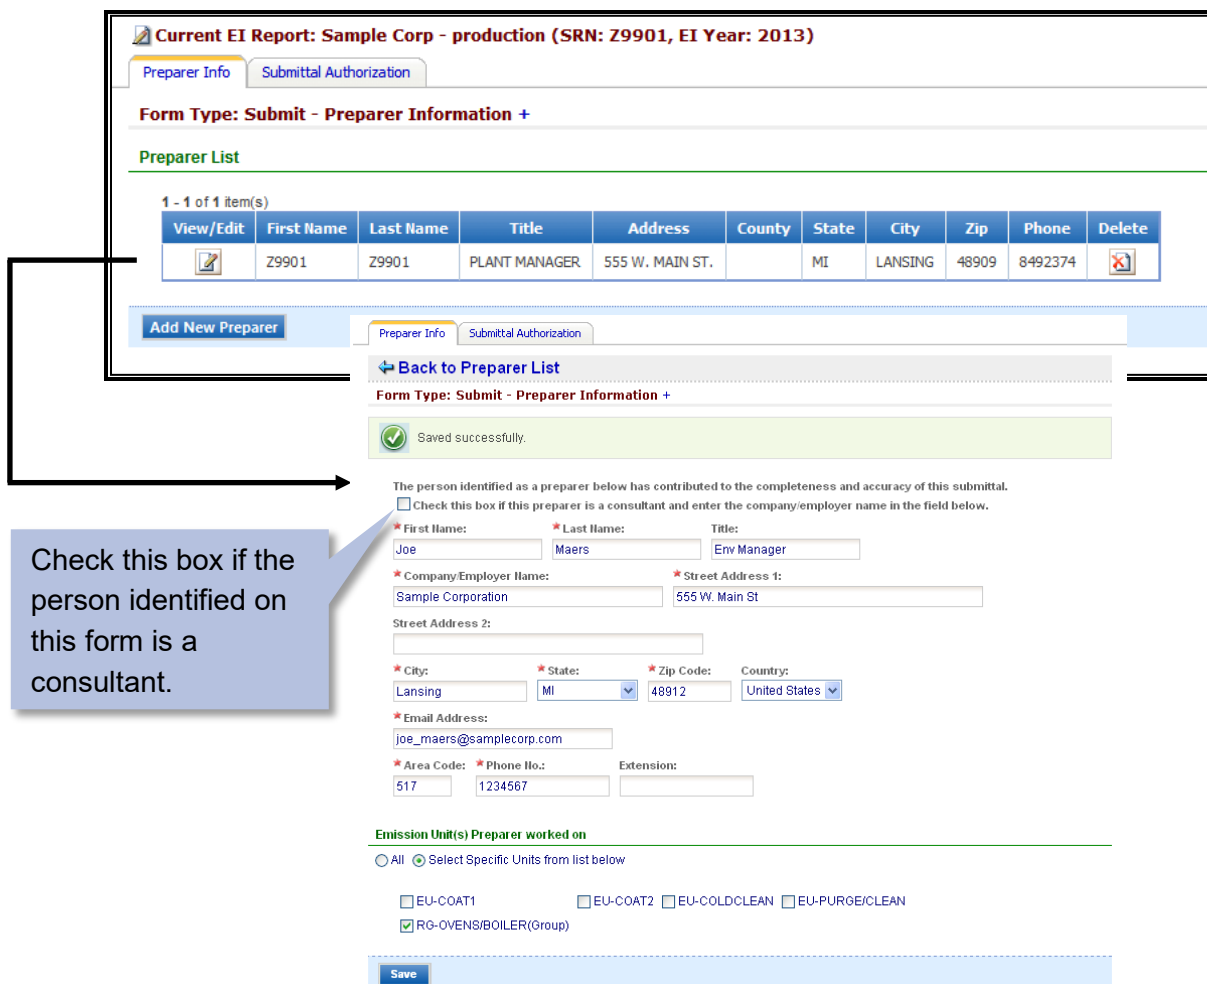 Current EI Report: Sample Corp - production (SRN: Z9901, EI Year: 2013)
Preparer Info Submittal Authorization
Form Type: Submit - Preparer Information +
Preparer List
1 - 1 of 1 item(s)
View/Edit First Name Last Name Title Address County State City Zip Phone Delete
Z9901 Z9901 PLANT MANAGER 555 W. MAIN ST. MI LANSING 48909 8492374
Add New Preparer
Preparer Info Submittal Authorization
Back to Preparer List
Form Type: Submit - Preparer Information +
Saved successfully.
The person identified as a preparer below has contributed to the completeness and accuracy of this submittal.
Check this box if this preparer is a consultant and enter the company/employer name in the field below.
* First Name: * Last Name: Title:
Joe Maers Env Manager
* Company/Employer Name: * Street Address 1:
Sample Corporation 555 W. Main St
Street Address 2:
* City: * State: * Zip Code: Country:
Lansing MI 48912 United States
* Email Address:
joe_maers@samplecorp.com
* Area Code: * Phone No.: Extension:
517 1234567
Emission Unit(s) Preparer worked on
All Select Specific Units from list below
EU-COAT1 EU-COAT2 EU-COLDCLEAN EU-PURGE/CLEAN
RG-OVENS/BOILER(Group)
Save
Check this box if the
person identified on
this form is a
consultant.